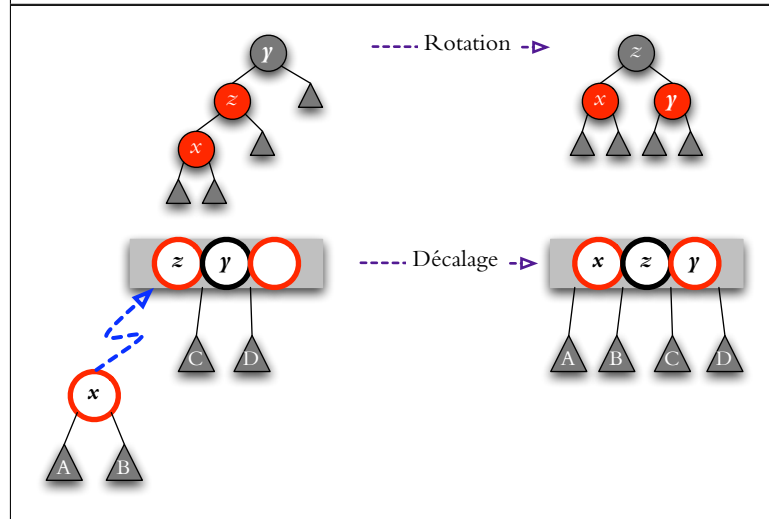 y Rotation z
z x y
x
z y Décalage x z y
C D A B C D
x
A B